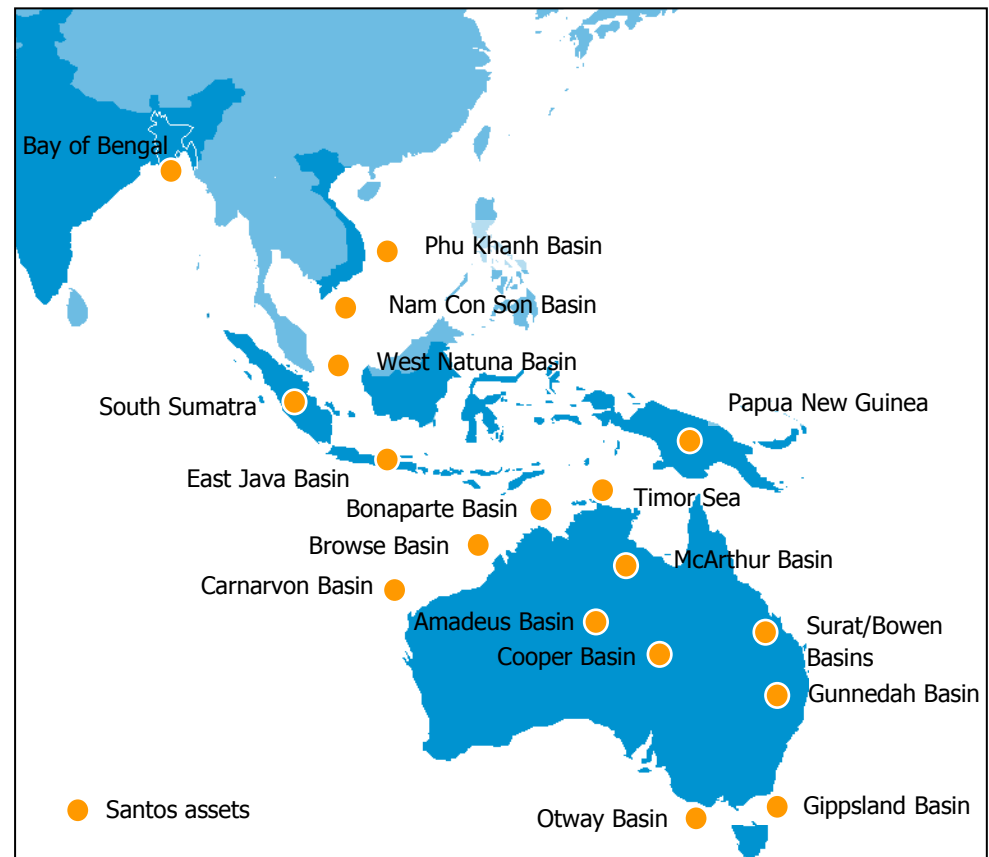 Bay of Bengal
Phu Khanh Basin
Nam Con Son Basin
West Natuna Basin
South Sumatra
Papua New Guinea
East Java Basin
Timor Sea
Bonaparte Basin
Browse Basin
McArthur Basin
Carnarvon Basin
Amadeus Basin
Surat/Bowen
Basins
Cooper Basin
Gunnedah Basin
Santos assets
Otway Basin
Gippsland Basin